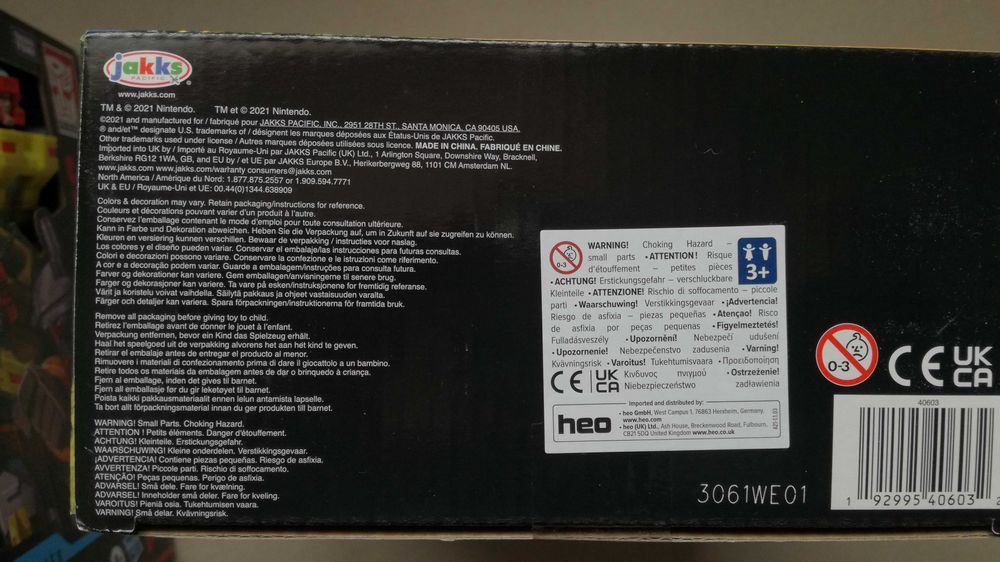 jakks
PACIFIC
®
www.jakks.com
TM & © 2021 Nintendo. TM et © 2021 Nintendo.
©2021 and manufactured for / fabriqué pour JAKKS PACIFIC, INC., 2951 28TH ST., SANTA MONICA, CA 90405 USA.
® and/et™ designate U.S. trademarks of / désignent les marques déposées aux États-Unis de JAKKS Pacific.
Other trademarks used under license / Autres marques déposées utilisées sous licence. MADE IN CHINA. FABRIQUÉ EN CHINE.
Imported into UK by / Importé au Royaume-Uni par JAKKS Pacific (UK) Ltd., 1 Arlington Square, Downshire Way, Bracknell,
Berkshire RG12 1WA, GB, and EU by / et UE par JAKKS Europe B.V., Herikerbergweg 88, 1101 CM Amsterdam NL.
www.jakks.com www.jakks.com/warranty consumers@jakks.com
North America / Amérique du Nord: 1.877.875.2557 or 1.909.594.7771
UK & EU / Royaume-Uni et UE: 00.44(0)1344.638909
Colors & decoration may vary. Retain packaging/instructions for reference.
Couleurs et décorations pouvant varier d'un produit à l'autre.
Conservez l'emballage contenant le mode d'emploi pour toute consultation ultérieure.
Kann in Farbe und Dekoration abweichen. Heben Sie die Verpackung auf, um in Zukunft auf sie zugreifen zu können.
Kleuren en versiering kunnen verschillen. Bewaar de verpakking / instructies voor naslag.
Los colores y el diseño pueden variar. Conservar el embalaje/las instrucciones para futuras consultas.
Colori e decorazioni possono variare. Conservare la confezione e le istruzioni come riferimento.
A cor e a decoração podem variar. Guarde a embalagem/instruções para consulta futura.
Farver og dekorationer kan variere. Gem emballagen/anvisningerne til senere brug.
Farger og dekorasjoner kan variere. Ta vare på esken/instruksjonene for fremtidig referanse.
Värit ja koristelu voivat vaihdella. Säilytä pakkaus ja ohjeet vastaisuuden varalta.
Färger och detaljer kan variera. Spara förpackningen/instruktionerna för framtida bruk.
Remove all packaging before giving toy to child.
Retirez l'emballage avant de donner le jouet à l'enfant.
Verpackung entfernen, bevor ein Kind das Spielzeug erhält.
Haal het speelgoed uit de verpakking alvorens het aan hét kind te geven.
Retirar el embalaje antes de entregar el producto al menor.
Rimuovere i materiali di confezionamento prima di dare il giocattolo a un bambino.
Retire todos os materiais da embalagem antes de dar o brinquedo à criança.
Fjern al emballage, inden det gives til barnet.
Fjern all emballasje før du gir leketøyet til barnet.
Poista kaikki pakkausmateriaalit ennen lelun antamista lapselle.
Ta bort allt förpackningsmaterial innan du ger produkten till barnet.
WARNING! Small Parts. Choking Hazard.
ATTENTION ! Petits éléments. Danger d'étouffement.
ACHTUNG! Kleinteile. Erstickungsgefahr.
WAARSCHUWING! Kleine onderdelen. Verstikkingsgevaar.
¡ADVERTENCIA! Contiene piezas pequeñas. Riesgo de asfixia.
AVVERTENZA! Piccole parti. Rischio di soffocamento.
ATENÇÃO! Peças pequenas. Perigo de asfixia.
ADVARSEL! Små dele. Fare for kvælning.
ADVARSEL! Inneholder små deler. Fare for kveling.
VAROITUS! Pieniä osia. Tukehtumisen vaara.
VARNING! Små delar. Kvävningsrisk.
0-3
WARNING! Choking Hazard –
small parts • ATTENTION! Risque
d'étouffement – petites pièces
3+
• ACHTUNG! Erstickungsgefahr – verschluckbare
Kleinteile • ATTENZIONE! Rischio di soffocamento – piccole
parti • Waarschuwing! Verstikkingsgevaar • ¡Advertencia!
Riesgo de asfixia – piezas pequeñas • Atençao! Risco
de asfixia por peças pequenas • Figyelmeztetés!
Fulladásveszély • Upozornění! Nebezpečí udušení
• Upozornenie! Nebezpečenstvo zadusenia • Varning!
Kvävningsrisk • Varoitus! Tukehtumisvaara • Προειδοποίηση
Κίνδυνος πνιγμού • Ostrzeżenie!
Niebezpieczeństwo zadławienia
CE UK CA
Imported and distributed by:
heo
• heo GmbH, West Campus 1, 76863 Herxheim, Germany.
www.heo.com
• heo (UK) Ltd., Ash House, Breckenwood Road, Fulbourn,
CB21 5DQ United Kingdom www.heo.co.uk
A21-1.1.03
0-3
CE UK CA
40603
1 92995 40603 2
3061WE01